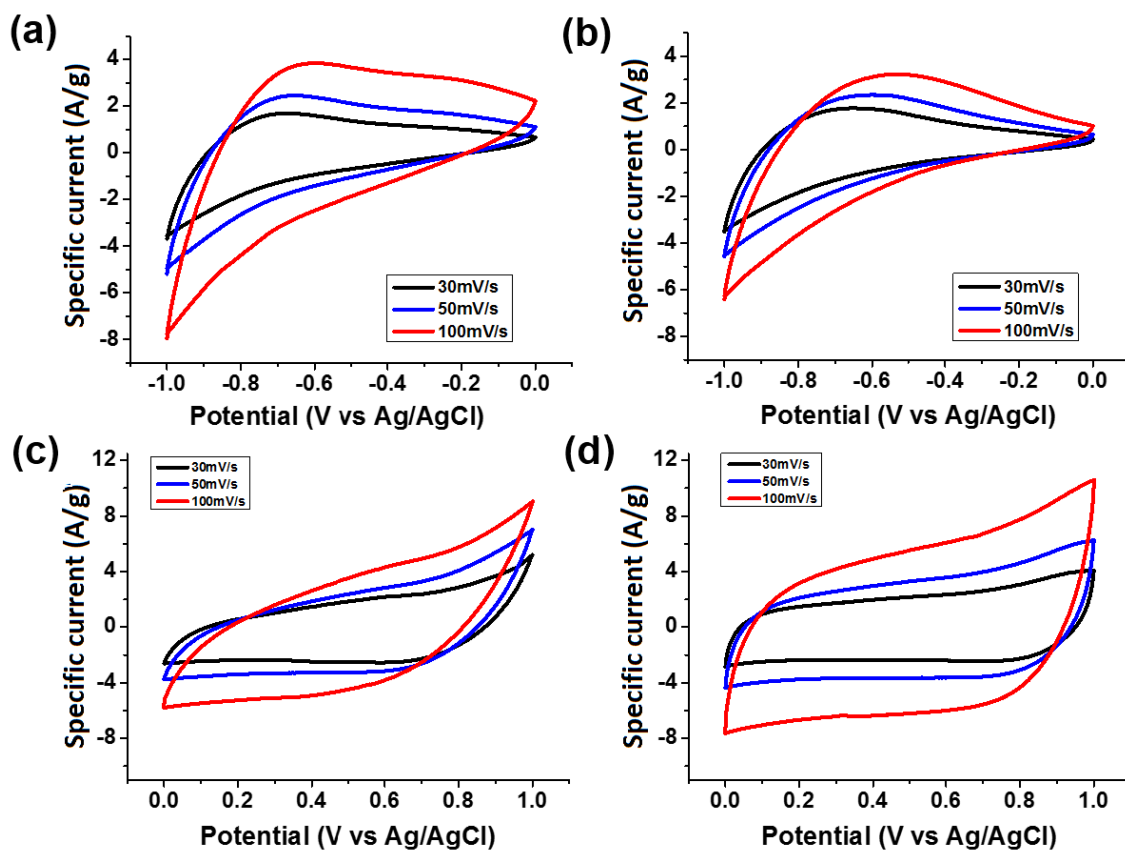 (a)
Specific current (A/g)
4
2
0
-2
-4
-6
-8
30mV/s
50mV/s
100mV/s
-1.0 -0.8 -0.6 -0.4 -0.2 0.0
Potential (V vs Ag/AgCl)
(b)
Specific current (A/g)
4
2
0
-2
-4
-6
-8
30mV/s
50mV/s
100mV/s
-1.0 -0.8 -0.6 -0.4 -0.2 0.0
Potential (V vs Ag/AgCl)
(c)
Specific current (A/g)
12
8
4
0
-4
-8
30mV/s
50mV/s
100mV/s
0.0 0.2 0.4 0.6 0.8 1.0
Potential (V vs Ag/AgCl)
(d)
Specific current (A/g)
12
8
4
0
-4
-8
30mV/s
50mV/s
100mV/s
0.0 0.2 0.4 0.6 0.8 1.0
Potential (V vs Ag/AgCl)